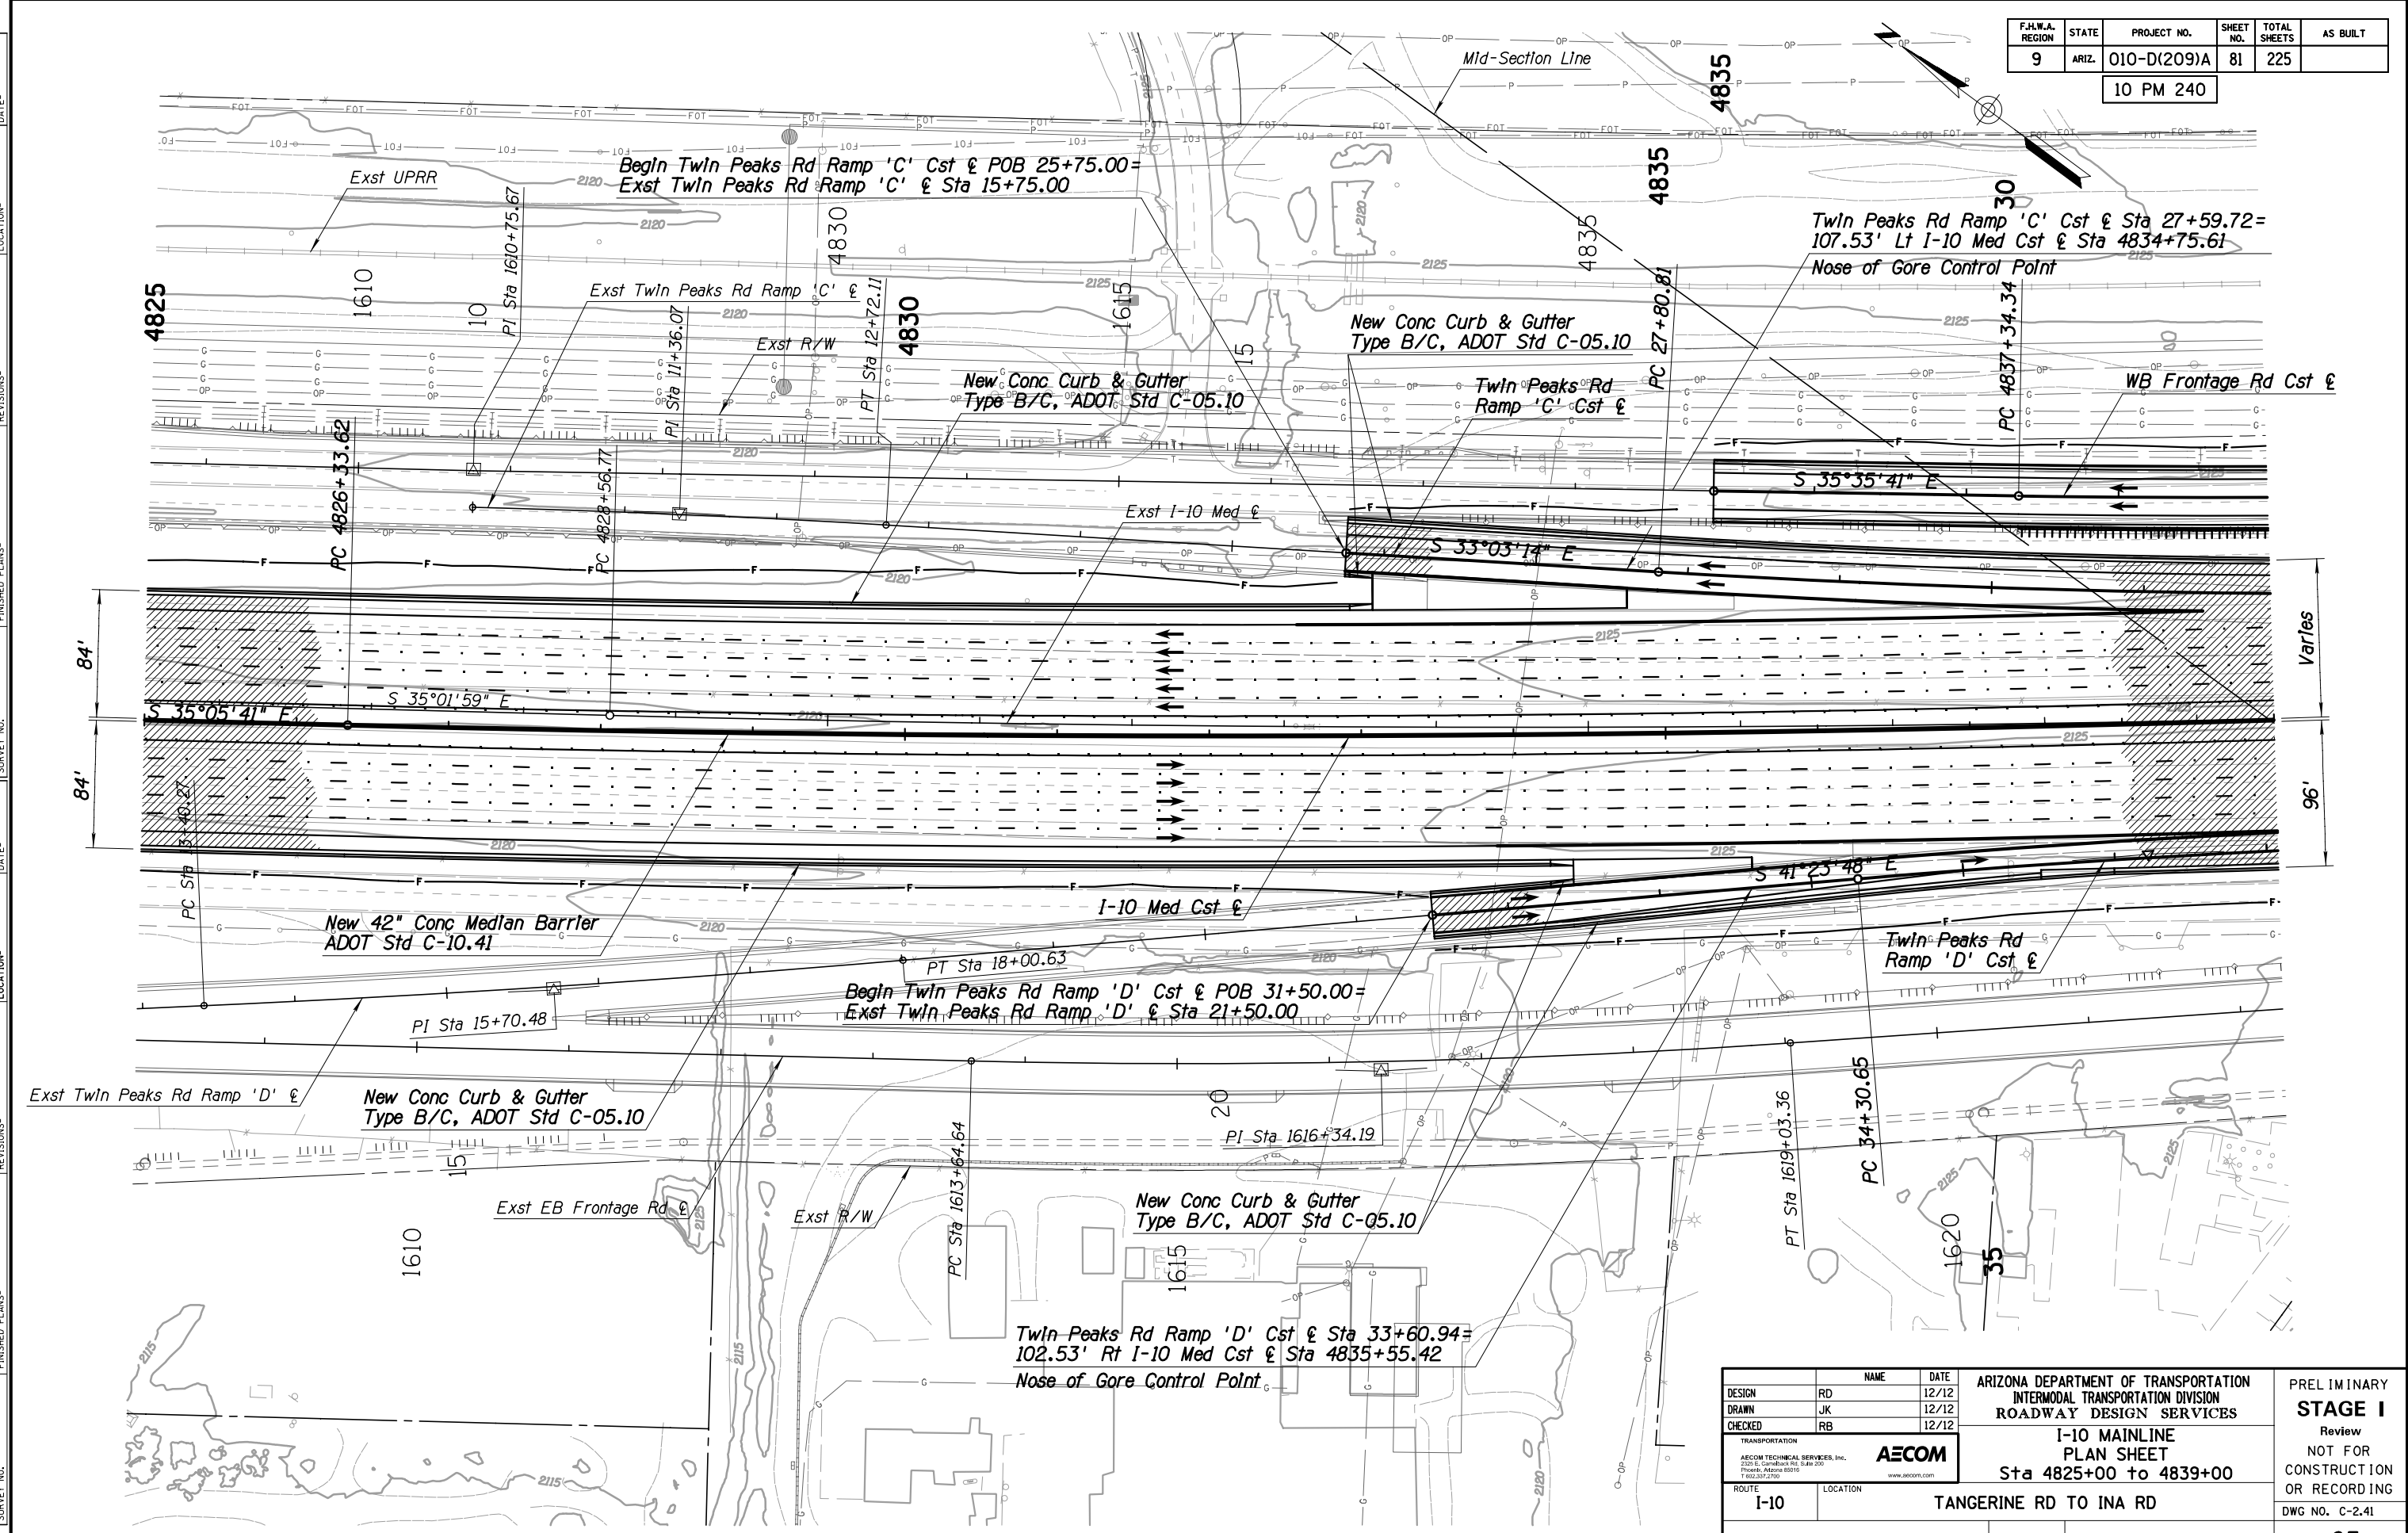 F.H.W.A. REGION STATE PROJECT NO. SHEET NO. TOTAL SHEETS AS BUILT
9 ARIZ. 010-D(209)A 81 225
10 PM 240
Mid-Section Line
4835
Begin Twin Peaks Rd Ramp 'C' Cst ℄ POB 25+75.00=
Exst Twin Peaks Rd Ramp 'C' ℄ Sta 15+75.00
Exst UPRR
4835
30
Twin Peaks Rd Ramp 'C' Cst ℄ Sta 27+59.72=
107.53' Lt I-10 Med Cst ℄ Sta 4834+75.61
Nose of Gore Control Point
4830
4835
PI Sta 1610+75.67
4825
1610
10
Exst Twin Peaks Rd Ramp 'C' ℄
PI Sta 11+36.07
Exst R/W
PT Sta 12+72.11
4830
1615
15
New Conc Curb & Gutter
Type B/C, ADOT Std C-05.10
New Conc Curb & Gutter
Type B/C, ADOT Std C-05.10
Twin Peaks Rd
Ramp 'C' Cst ℄
PC 27+80.81
PC 4837+34.34
WB Frontage Rd Cst ℄
PC 4826+33.62
PC 4828+56.77
Exst I-10 Med ℄
S 35°35'41" E
S 33°03'14" E
84'
Varies
S 35°05'41" E
S 35°01'59" E
84'
96'
PC Sta 13+40.27
S 41°23'48" E
New 42" Conc Median Barrier
ADOT Std C-10.41
I-10 Med Cst ℄
Twin Peaks Rd
Ramp 'D' Cst ℄
PT Sta 18+00.63
Begin Twin Peaks Rd Ramp 'D' Cst ℄ POB 31+50.00=
Exst Twin Peaks Rd Ramp 'D' ℄ Sta 21+50.00
PI Sta 15+70.48
Exst Twin Peaks Rd Ramp 'D' ℄
New Conc Curb & Gutter
Type B/C, ADOT Std C-05.10
20
PI Sta 1616+34.19
15
PC Sta 1613+64.64
PT Sta 1619+03.36
PC 34+30.65
Exst EB Frontage Rd ℄
Exst R/W
New Conc Curb & Gutter
Type B/C, ADOT Std C-05.10
1610
1615
1620
35
Twin Peaks Rd Ramp 'D' Cst ℄ Sta 33+60.94=
102.53' Rt I-10 Med Cst ℄ Sta 4835+55.42
Nose of Gore Control Point
NAME DATE
DESIGN RD 12/12
DRAWN JK 12/12
CHECKED RB 12/12
TRANSPORTATION
AECOM TECHNICAL SERVICES, Inc.
AECOM
www.aecom.com
ARIZONA DEPARTMENT OF TRANSPORTATION
INTERMODAL TRANSPORTATION DIVISION
ROADWAY DESIGN SERVICES
I-10 MAINLINE
PLAN SHEET
Sta 4825+00 to 4839+00
PRELIMINARY
STAGE I
Review
NOT FOR
CONSTRUCTION
OR RECORDING
DWG NO. C-2.41
ROUTE
I-10
LOCATION
TANGERINE RD TO INA RD